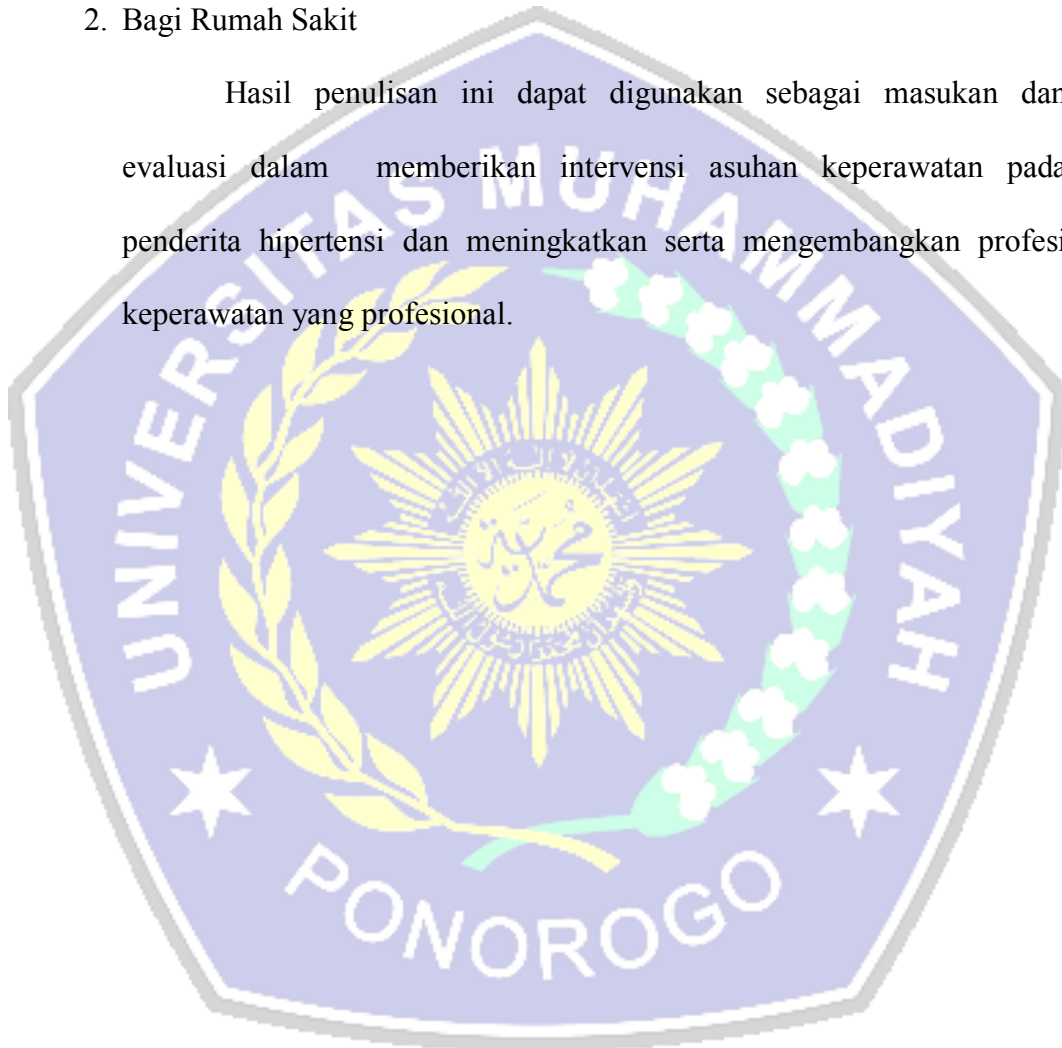 2. Bagi Rumah Sakit
Hasil penulisan ini dapat digunakan sebagai masukan dan
evaluasi dalam memberikan intervensi asuhan keperawatan pada
penderita hipertensi dan meningkatkan serta mengembangkan profesi
keperawatan yang profesional.
UNIVERSITAS MUHAMMADIYAH
محمدية
PONOROGO